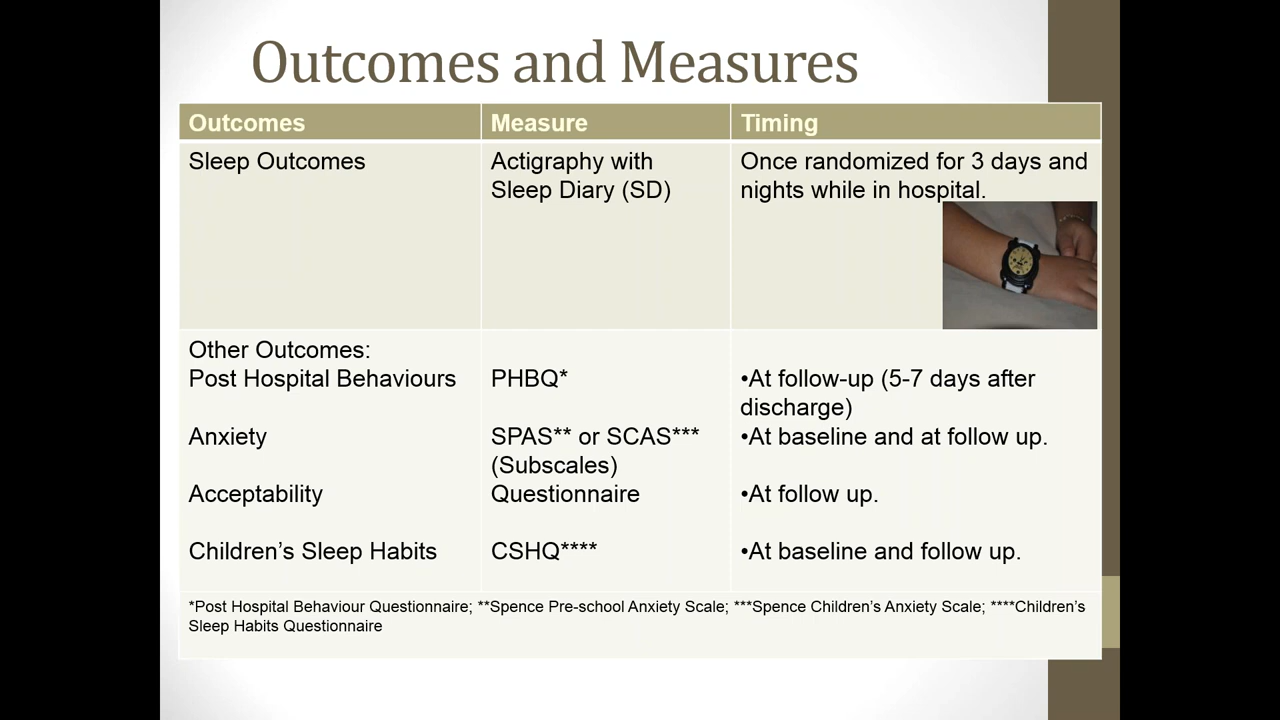 Outcomes and Measures
Outcomes Measure Timing
Sleep Outcomes
Actigraphy with
Sleep Diary (SD)
Once randomized for 3 days and
nights while in hospital.
Other Outcomes:
Post Hospital Behaviours
PHBQ*
•At follow-up (5-7 days after
discharge)
Anxiety
SPAS** or SCAS***
(Subscales)
•At baseline and at follow up.
Acceptability
Questionnaire
•At follow up.
Children’s Sleep Habits
CSHQ****
•At baseline and follow up.
*Post Hospital Behaviour Questionnaire; **Spence Pre-school Anxiety Scale; ***Spence Children’s Anxiety Scale; ****Children’s
Sleep Habits Questionnaire